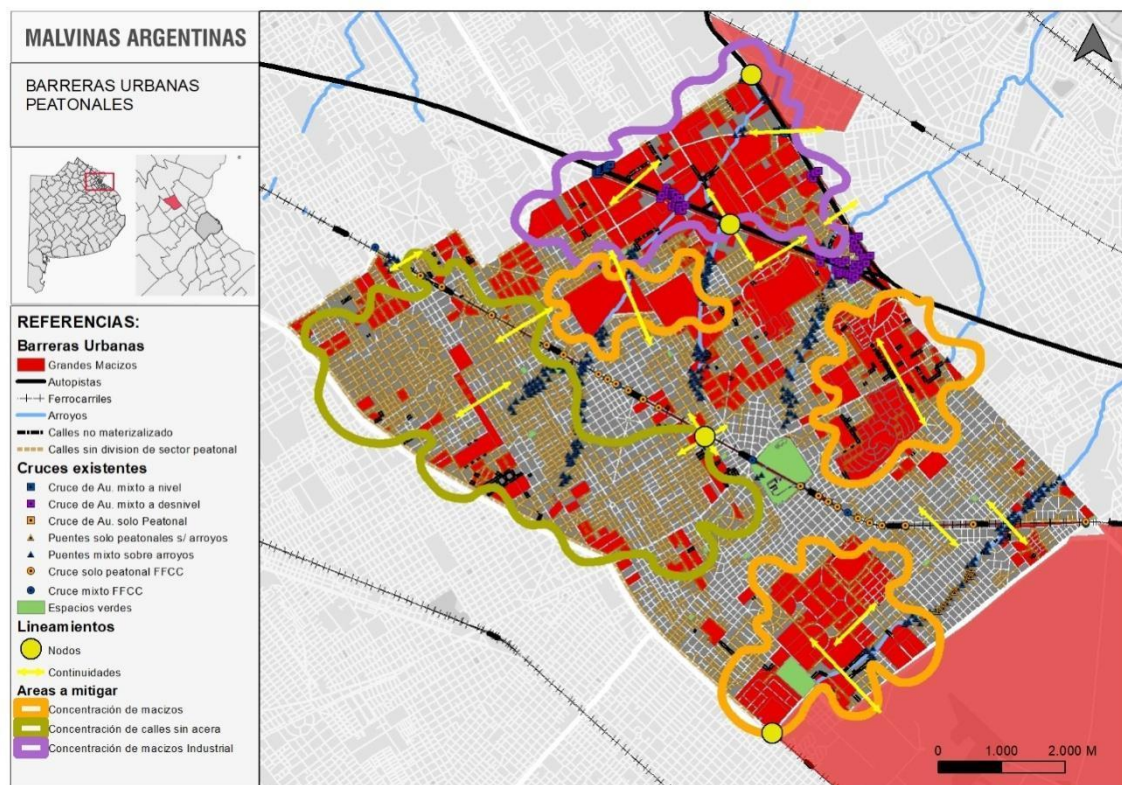 MALVINAS ARGENTINAS
BARRERAS URBANAS
PEATONALES
REFERENCIAS:
Barreras Urbanas
Grandes Macizos
Autopistas
Ferrocarriles
Arroyos
Calles no materializado
Calles sin division de sector peatonal
Cruces existentes
Cruce de Au. mixto a nivel
Cruce de Au. mixto a desnivel
Cruce de Au. solo Peatonal
Puentes solo peatonales s/ arroyos
Puentes mixto sobre arroyos
Cruce solo peatonal FFCC
Cruce mixto FFCC
Espacios verdes
Lineamientos
Nodos
Continuidades
Areas a mitigar
Concentración de macizos
Concentración de calles sin acera
Concentración de macizos Industrial
0 1.000 2.000 M